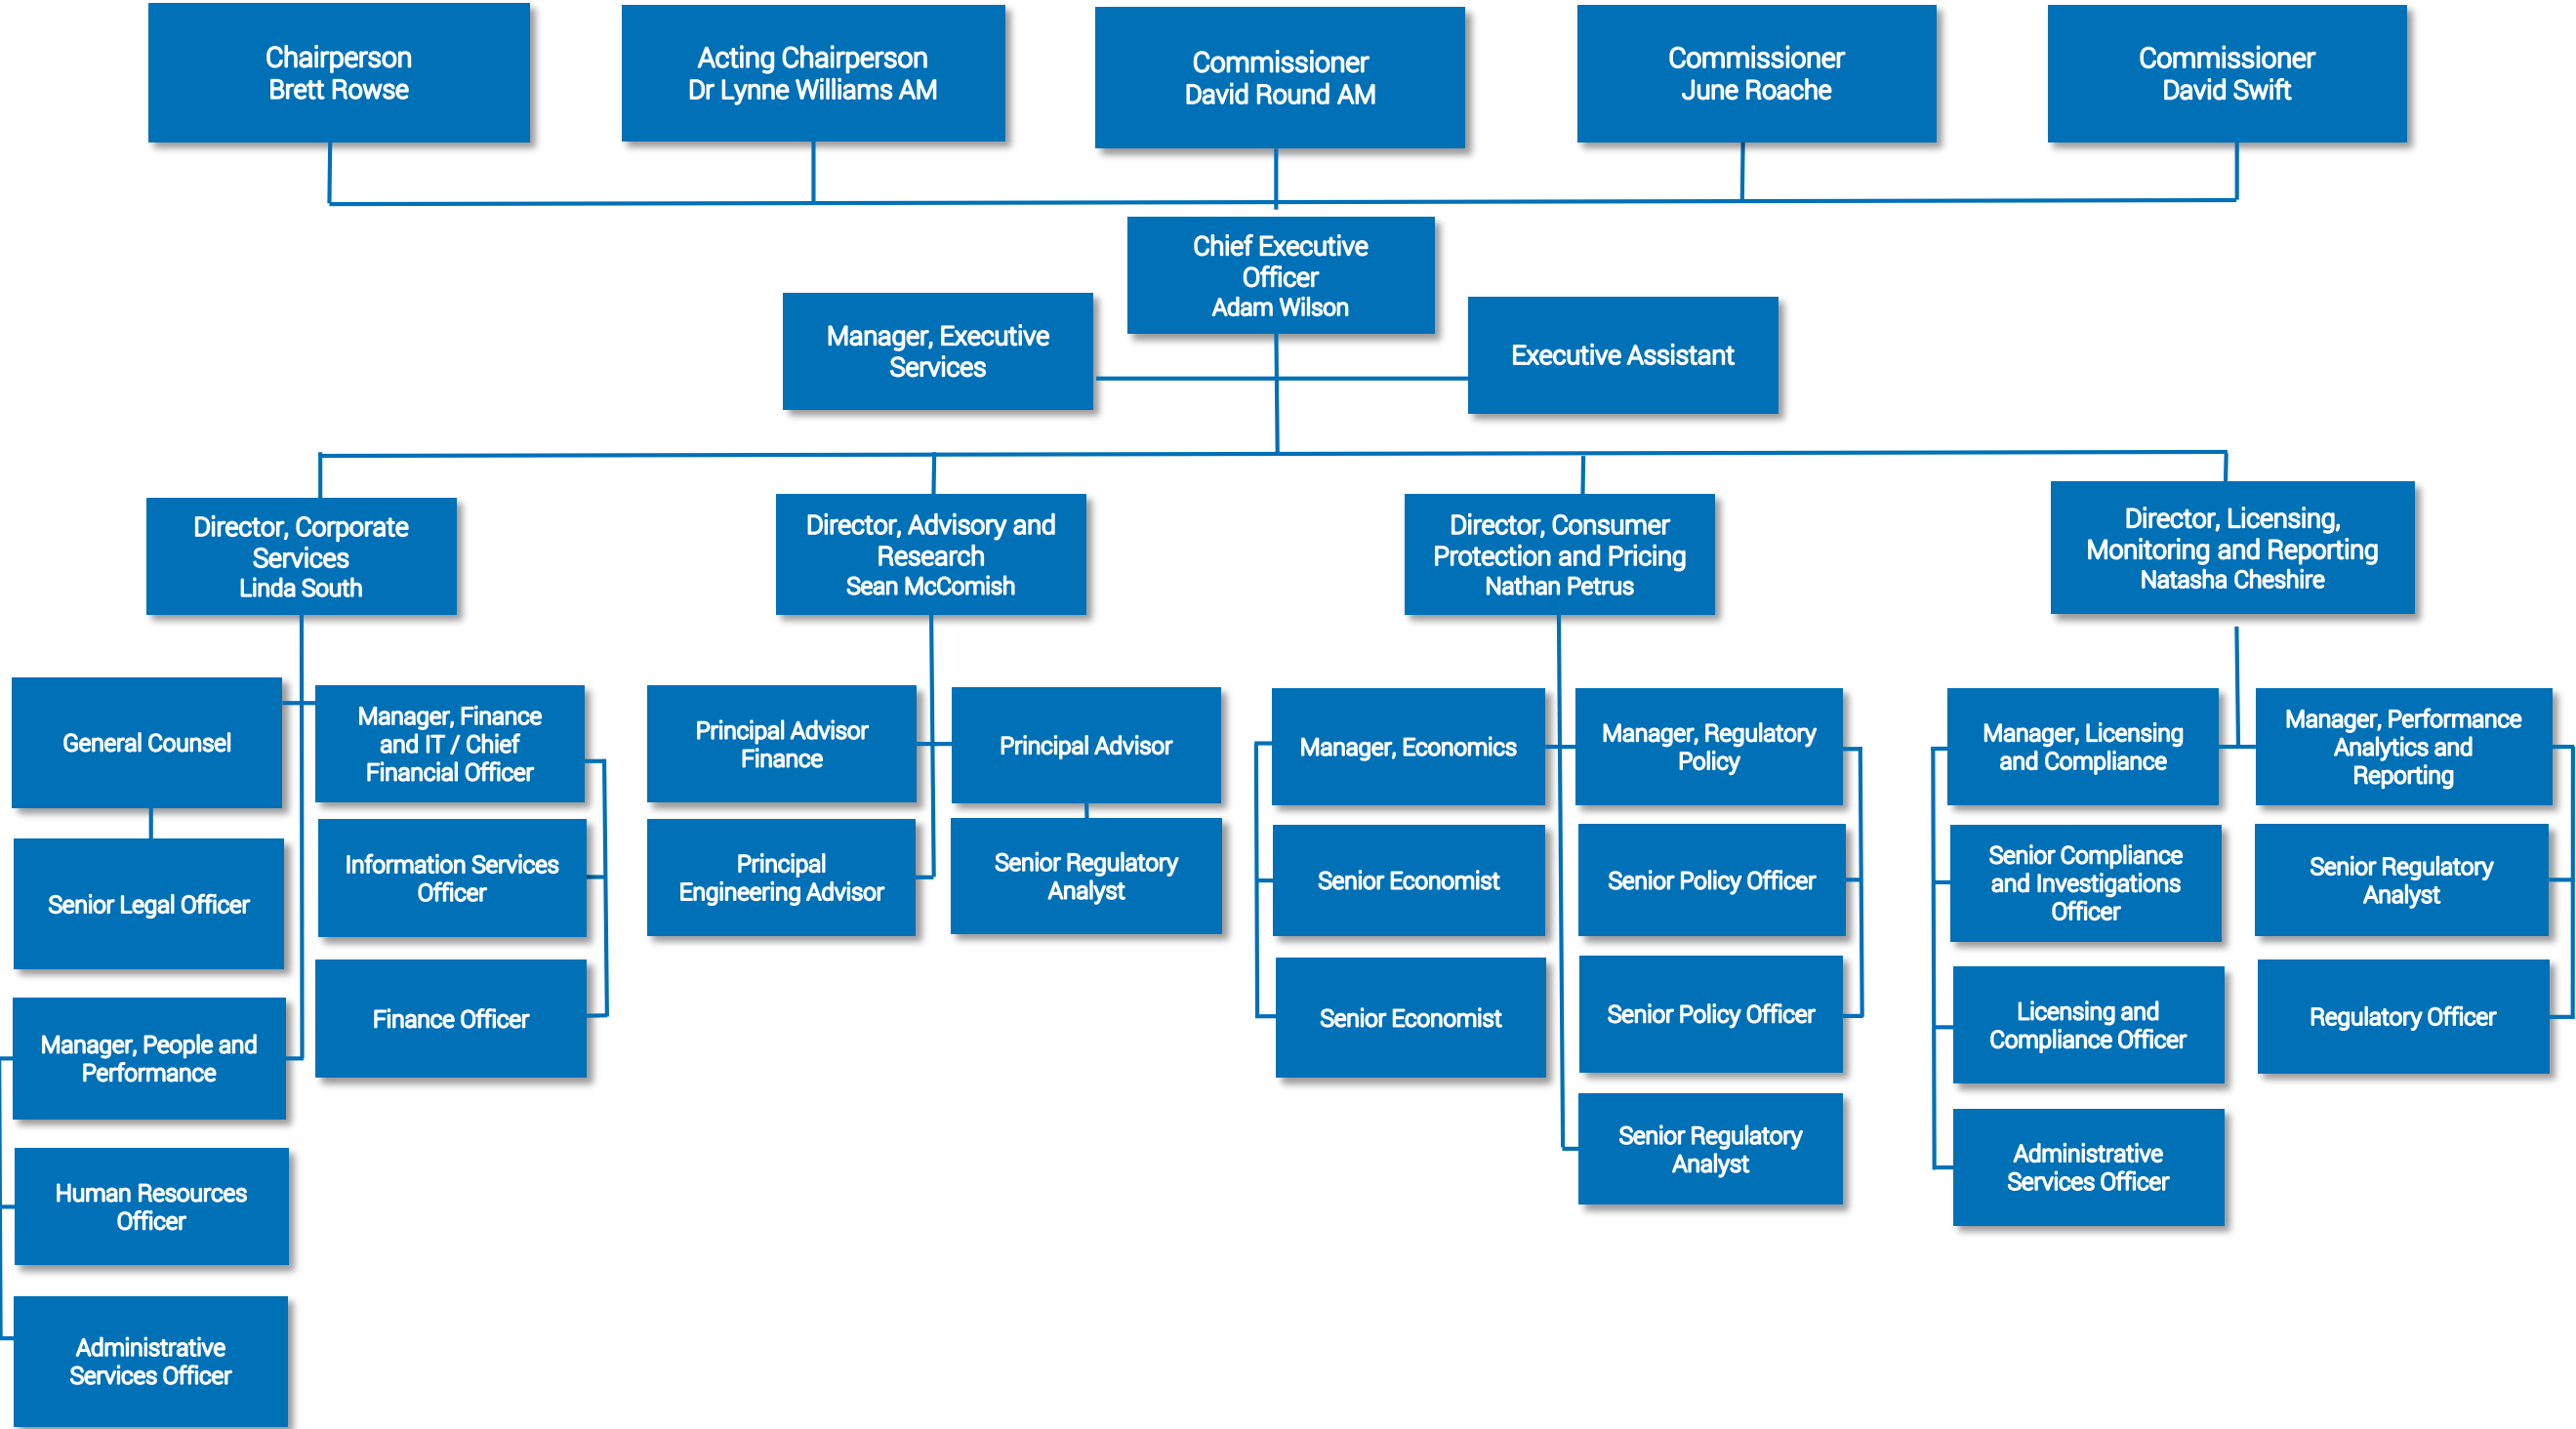 Chairperson
Brett Rowse
Acting Chairperson
Dr Lynne Williams AM
Commissioner
David Round AM
Commissioner
June Roache
Commissioner
David Swift
Chief Executive
Officer
Adam Wilson
Manager, Executive
Services
Executive Assistant
Director, Corporate
Services
Linda South
Director, Advisory and
Research
Sean McComish
Director, Consumer
Protection and Pricing
Nathan Petrus
Director, Licensing,
Monitoring and Reporting
Natasha Cheshire
General Counsel
Manager, Finance
and IT / Chief
Financial Officer
Principal Advisor
Finance
Principal Advisor
Manager, Economics
Manager, Regulatory
Policy
Manager, Licensing
and Compliance
Manager, Performance
Analytics and
Reporting
Senior Legal Officer
Information Services
Officer
Principal
Engineering Advisor
Senior Regulatory
Analyst
Senior Economist
Senior Policy Officer
Senior Compliance
and Investigations
Officer
Senior Regulatory
Analyst
Manager, People and
Performance
Finance Officer
Senior Economist
Senior Policy Officer
Licensing and
Compliance Officer
Regulatory Officer
Human Resources
Officer
Senior Regulatory
Analyst
Administrative
Services Officer
Administrative
Services Officer